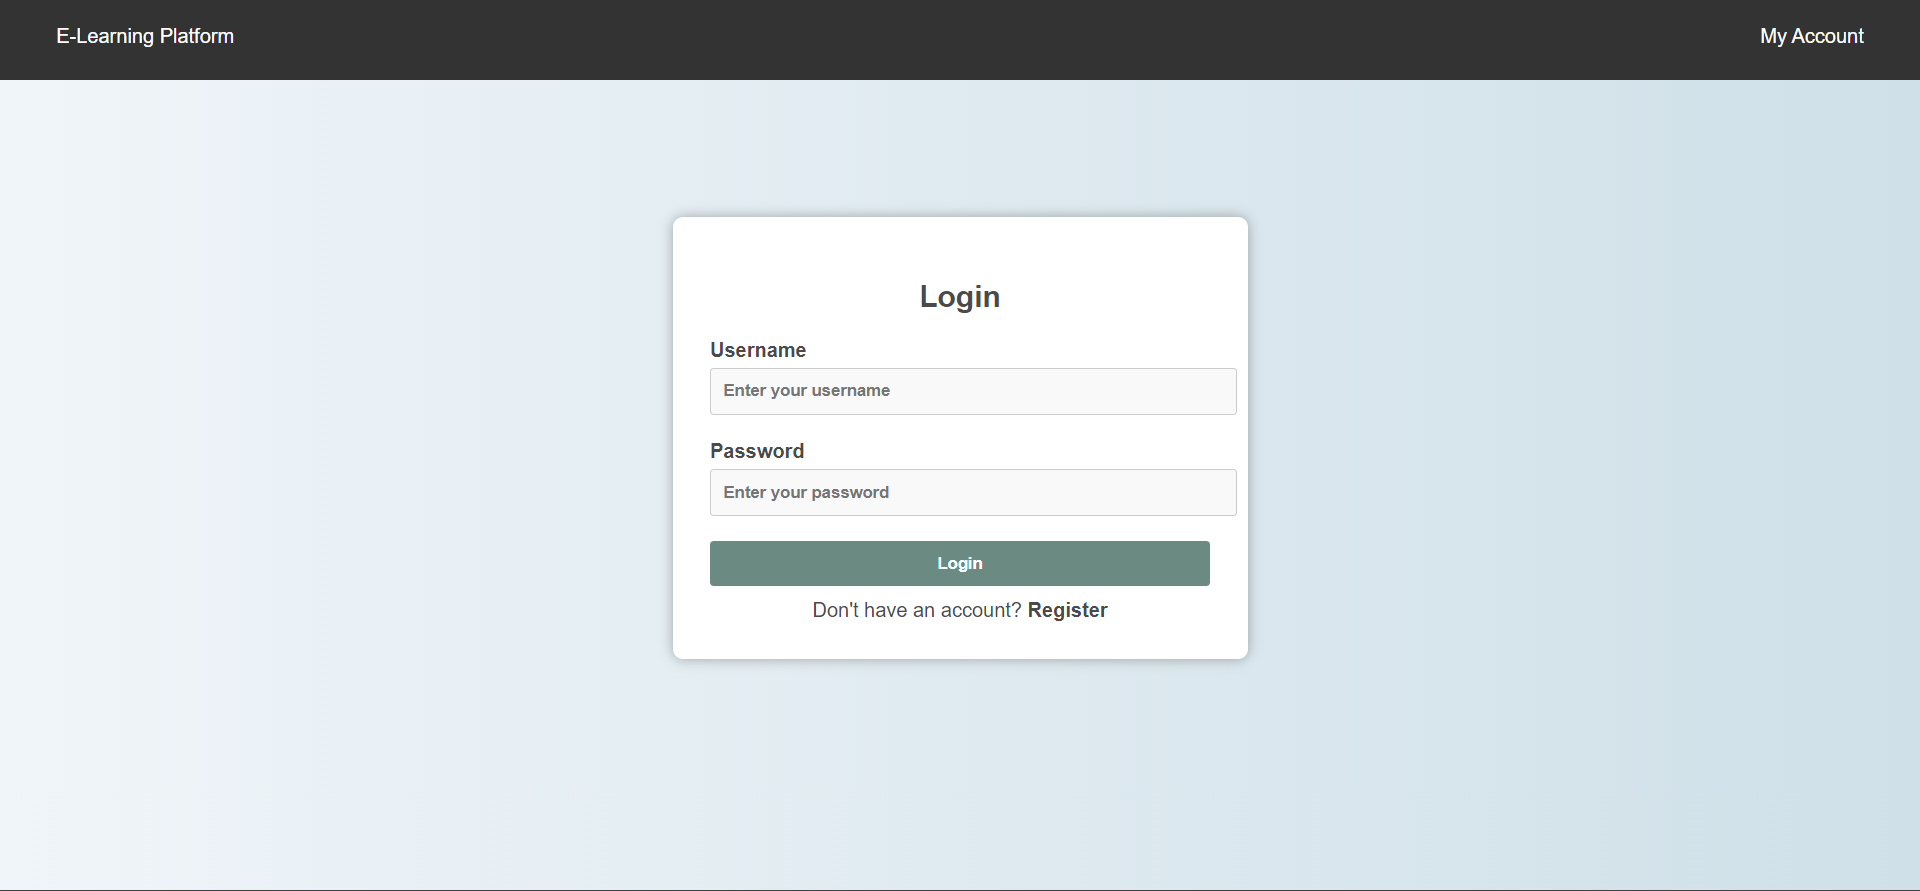 E-Learning Platform
My Account
Login
Username
Enter your username
Password
Enter your password
Login
Don't have an account? Register